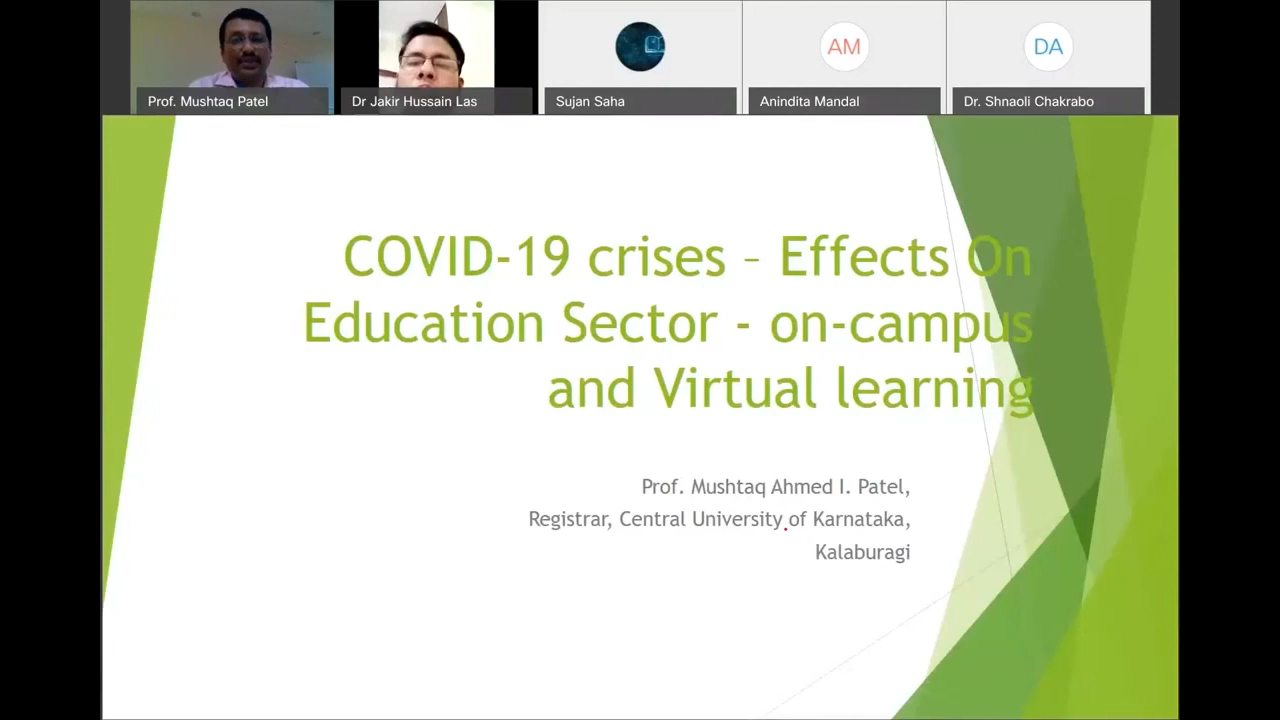 Prof. Mushtaq Patel
Dr Jakir Hussain Las
Sujan Saha
AM
Anindita Mandal
DA
Dr. Shnaoli Chakrabo
COVID-19 crises – Effects On
Education Sector - on-campus
and Virtual learning
Prof. Mushtaq Ahmed I. Patel,
Registrar, Central University of Karnataka,
Kalaburagi